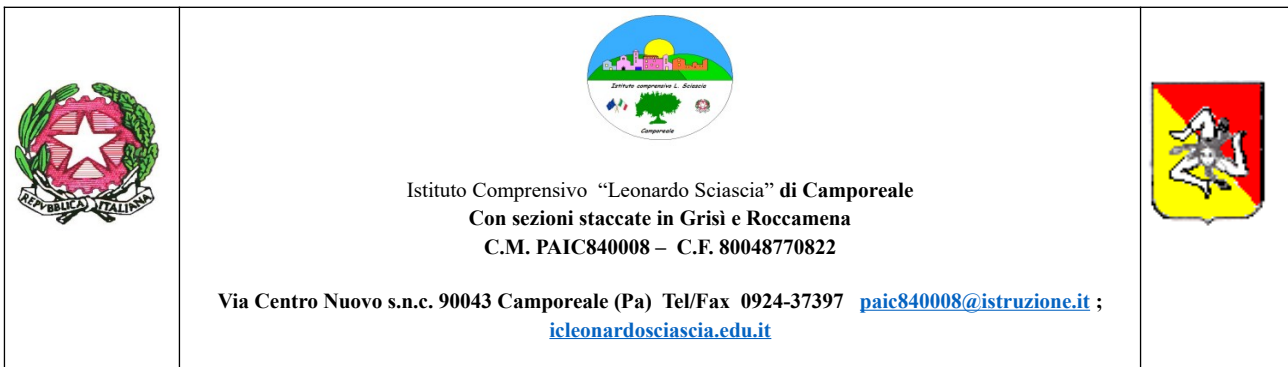 Istituto comprensivo L. Sciascia
Camporeale
REPVBBLICA ITALIANA
Istituto Comprensivo “Leonardo Sciascia” di Camporeale
Con sezioni staccate in Grisì e Roccamena
C.M. PAIC840008 – C.F. 80048770822
Via Centro Nuovo s.n.c. 90043 Camporeale (Pa) Tel/Fax 0924-37397 paic840008@istruzione.it ;
icleonardosciascia.edu.it